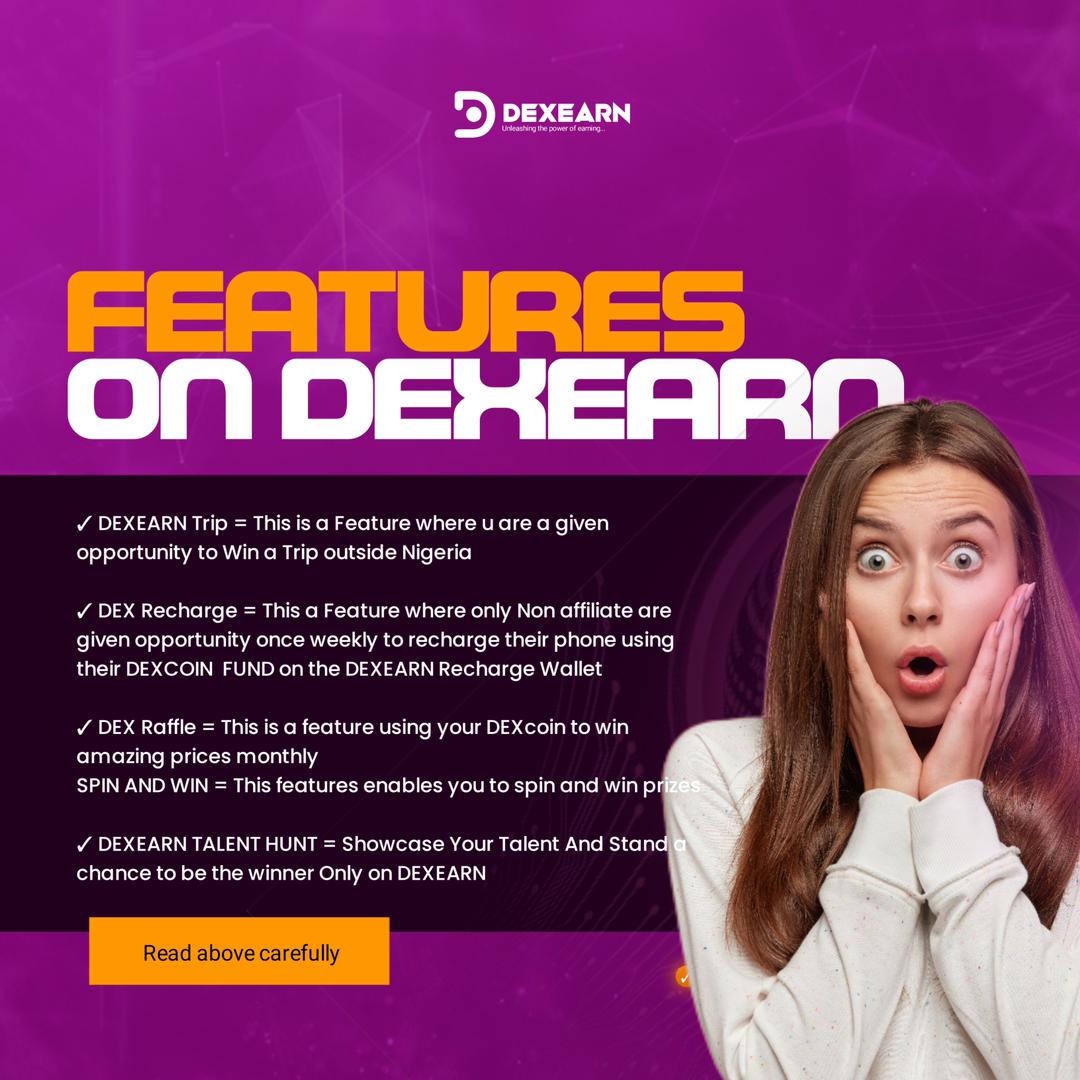 DEXEARN
Unleashing the power of earning...
FEATURES
ON DEXEARN
✓ DEXEARN Trip = This is a Feature where u are a given
opportunity to Win a Trip outside Nigeria
✓ DEX Recharge = This a Feature where only Non affiliate are
given opportunity once weekly to recharge their phone using
their DEXCOIN FUND on the DEXEARN Recharge Wallet
✓ DEX Raffle = This is a feature using your DEXcoin to win
amazing prices monthly
SPIN AND WIN = This features enables you to spin and win prizes
✓ DEXEARN TALENT HUNT = Showcase Your Talent And Stand a
chance to be the winner Only on DEXEARN
Read above carefully